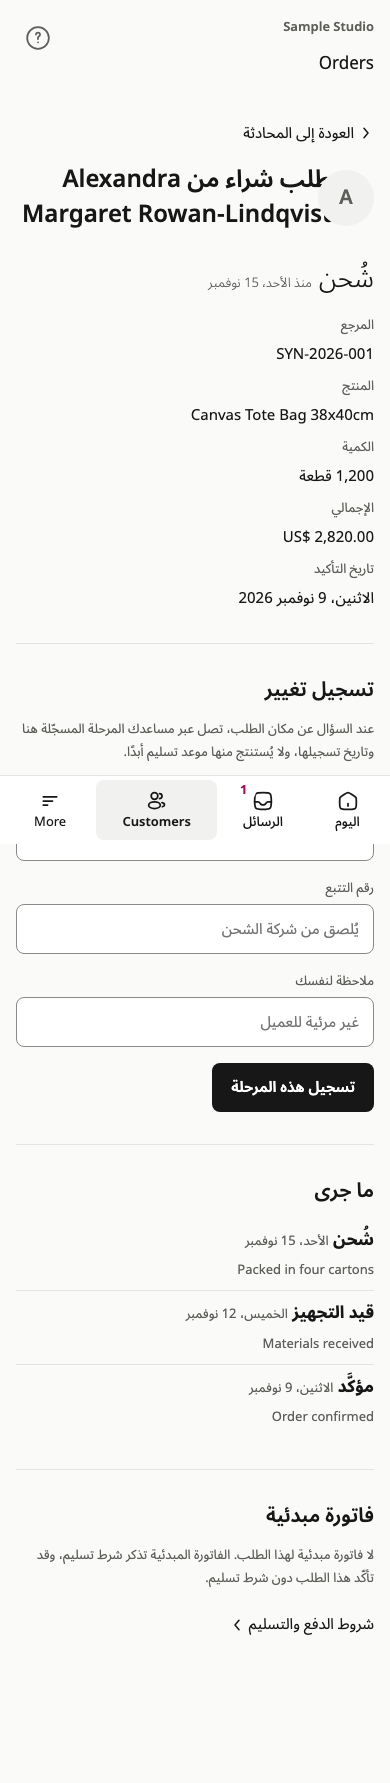 Sample Studio
Orders
العودة إلى المحادثة
طلب شراء من Alexandra
Margaret Rowan-Lindqvist
A
شُحن منذ الأحد، 15 نوفمبر
المرجع
SYN-2026-001
المنتج
Canvas Tote Bag 38x40cm
الكمية
1,200 قطعة
الإجمالي
US$ 2,820.00
تاريخ التأكيد
الاثنين، 9 نوفمبر 2026
تسجيل تغيير
عند السؤال عن مكان الطلب، تصل عبر مساعدك المرحلة المسجّلة هنا
وتاريخ تسجيلها، ولا يُستنتج منها موعد تسليم أبدًا.
اليوم
1
الرسائل
Customers
More
رقم التتبع
يُلصق من شركة الشحن
ملاحظة لنفسك
غير مرئية للعميل
تسجيل هذه المرحلة
ما جرى
شُحن الأحد، 15 نوفمبر
Packed in four cartons
قيد التجهيز الخميس، 12 نوفمبر
Materials received
مؤكَّد الاثنين، 9 نوفمبر
Order confirmed
فاتورة مبدئية
لا فاتورة مبدئية لهذا الطلب. الفاتورة المبدئية تذكر شرط تسليم، وقد
تأكّد هذا الطلب دون شرط تسليم.
شروط الدفع والتسليم